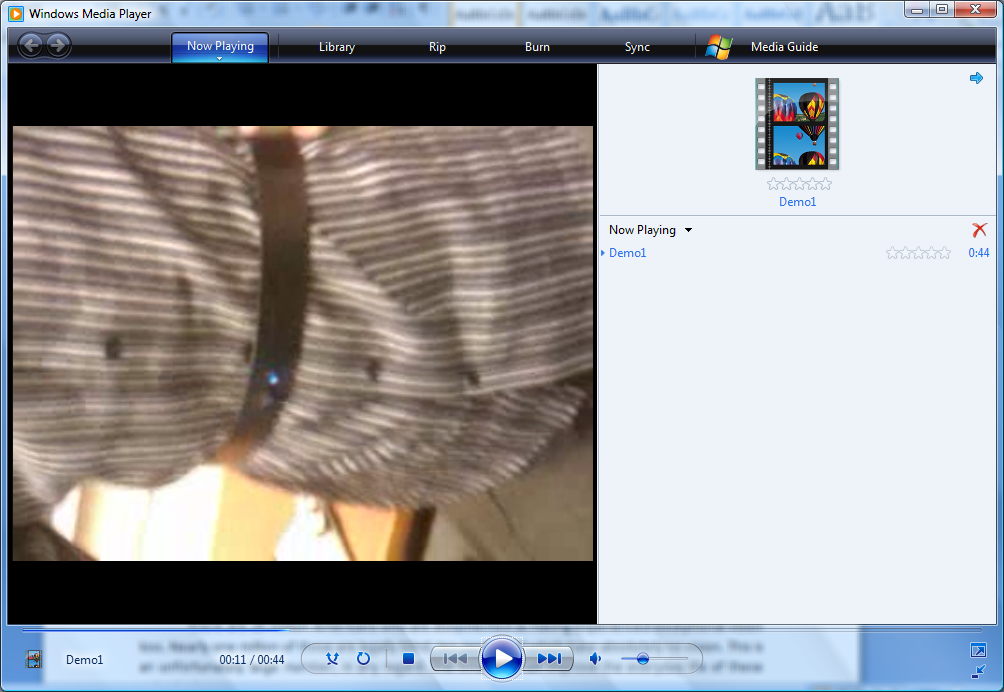 Windows Media Player
Now Playing Library Rip Burn Sync Media Guide
Demo1
Now Playing
Demo1 0:44
Demo1 00:11 / 00:44